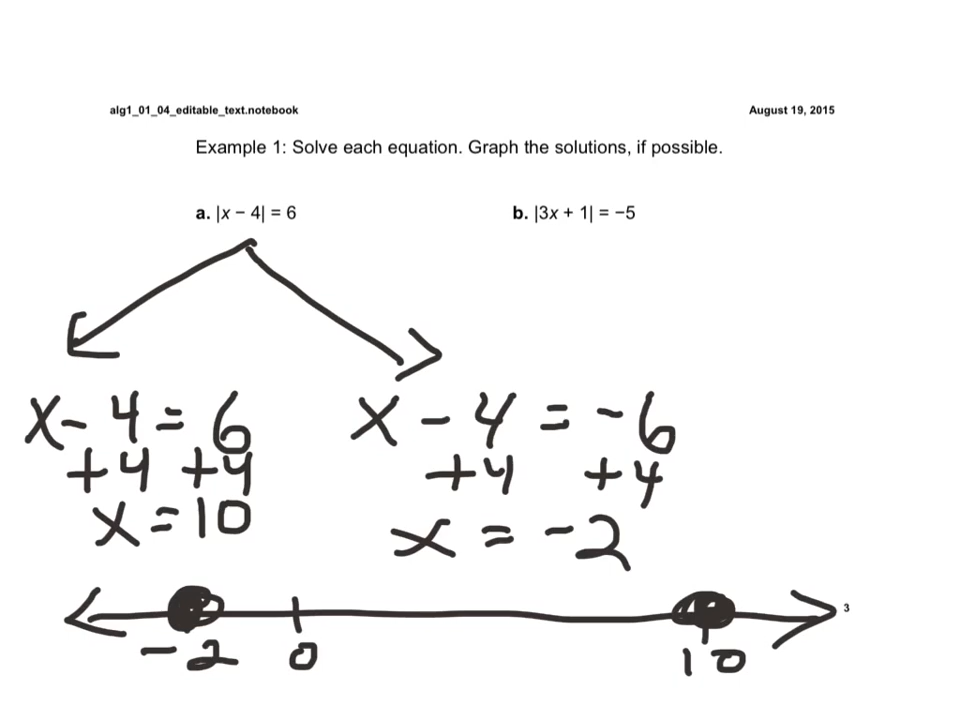 alg1_01_04_editable_text.notebook August 19, 2015
Example 1: Solve each equation. Graph the solutions, if possible.
a. |x − 4| = 6 b. |3x + 1| = −5
x - 4 = 6 x - 4 = -6
+4 +4 +4 +4
x = 10 x = -2
3
-2 0 10